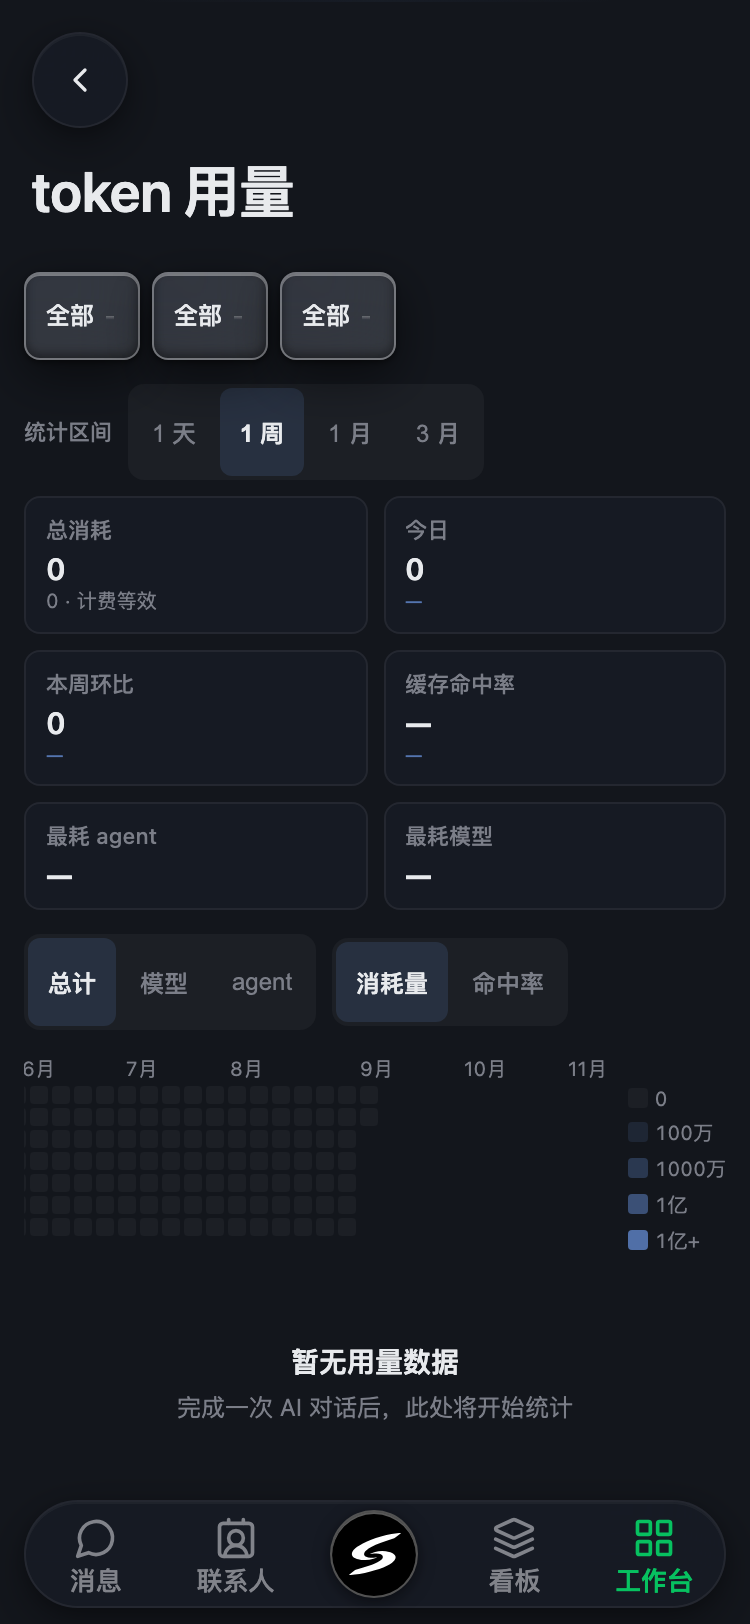 token 用量
全部 - 全部 - 全部 -
统计区间 1 天 1 周 1 月 3 月
总消耗
0
0 · 计费等效
今日
0
—
本周环比
0
—
缓存命中率
—
—
最耗 agent
—
最耗模型
—
总计 模型 agent 消耗量 命中率
6月 7月 8月 9月 10月 11月
0
100万
1000万
1亿
1亿+
暂无用量数据
完成一次 AI 对话后，此处将开始统计
消息 联系人 看板 工作台